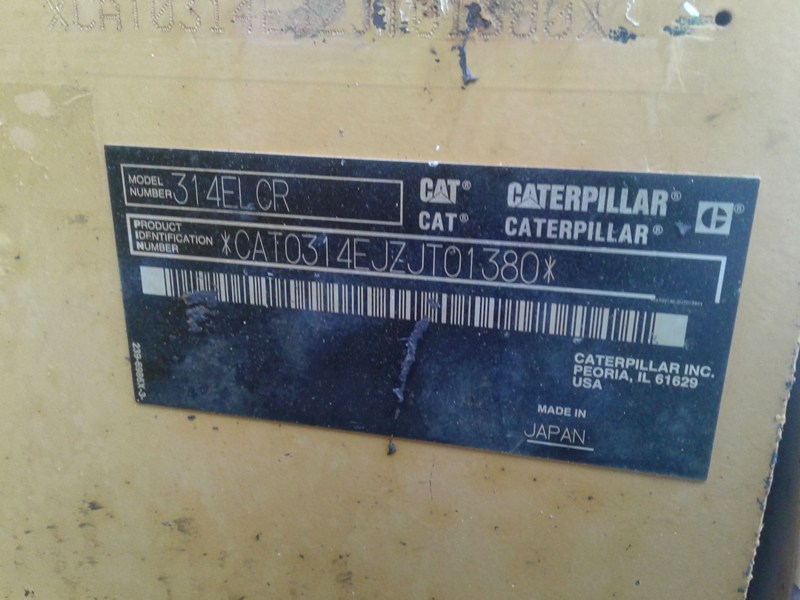 MODEL NUMBER 314ELCR
CAT® CATERPILLAR®
CAT® CATERPILLAR®
PRODUCT IDENTIFICATION NUMBER *CAT0314EJZJT01380*
CATERPILLAR INC.
PEORIA, IL 61629
USA
MADE IN
JAPAN